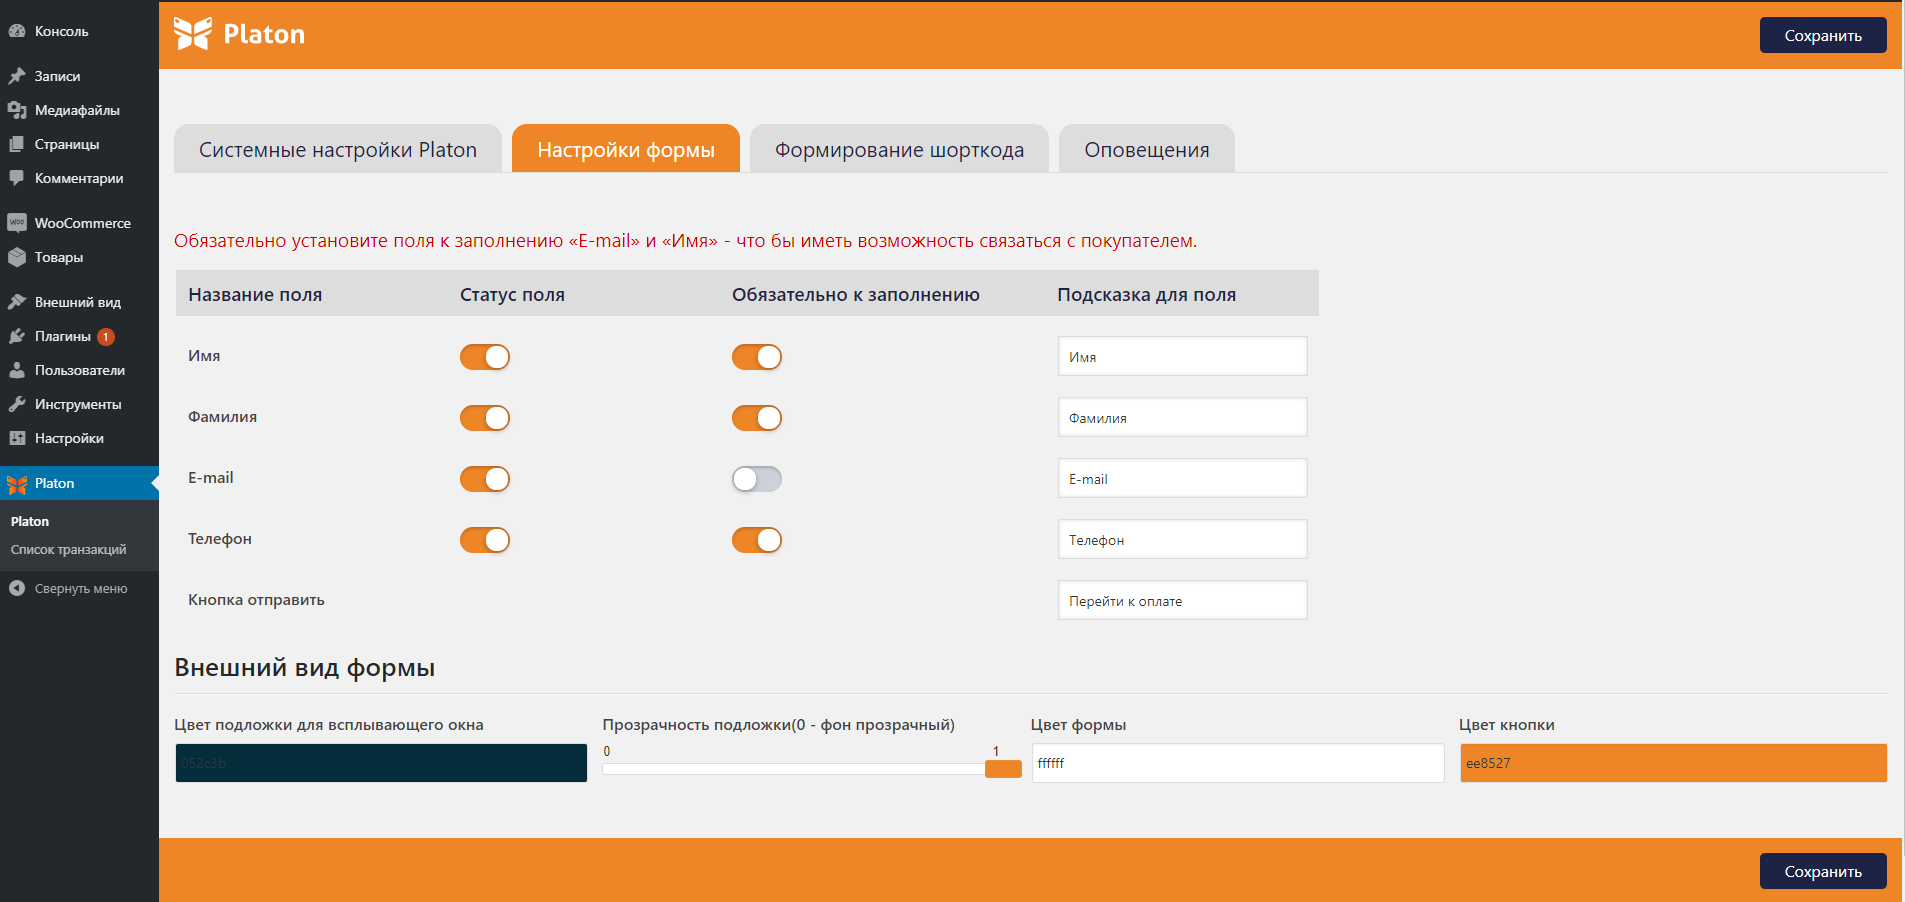 Консоль
Записи
Медиафайлы
Страницы
Комментарии
WooCommerce
Товары
Внешний вид
Плагины 1
Пользователи
Инструменты
Настройки
Platon
Platon
Список транзакций
Свернуть меню
Platon
Сохранить
Системные настройки Platon
Настройки формы
Формирование шорткода
Оповещения
Обязательно установите поля к заполнению «E-mail» и «Имя» - что бы иметь возможность связаться с покупателем.
Название поля Статус поля Обязательно к заполнению Подсказка для поля
Имя Имя
Фамилия Фамилия
E-mail E-mail
Телефон Телефон
Кнопка отправить Перейти к оплате
Внешний вид формы
Цвет подложки для всплывающего окна Прозрачность подложки(0 - фон прозрачный) Цвет формы Цвет кнопки
0 1
052c3b ffffff ee8527
Сохранить